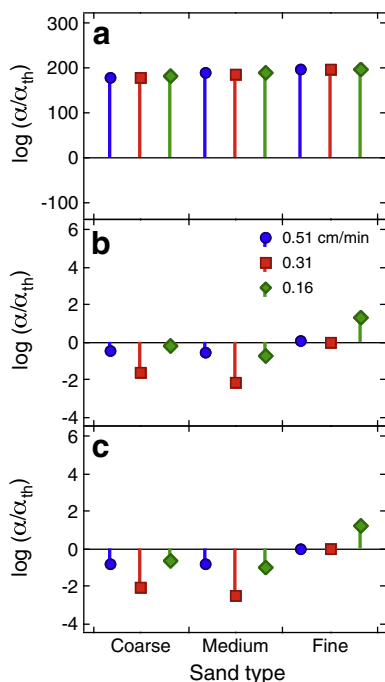 a
300
200
100
0
-100
log (α/α_th)
b
0.51 cm/min
0.31
0.16
6
4
2
0
-2
-4
log (α/α_th)
c
6
4
2
0
-2
-4
log (α/α_th)
Coarse Medium Fine
Sand type